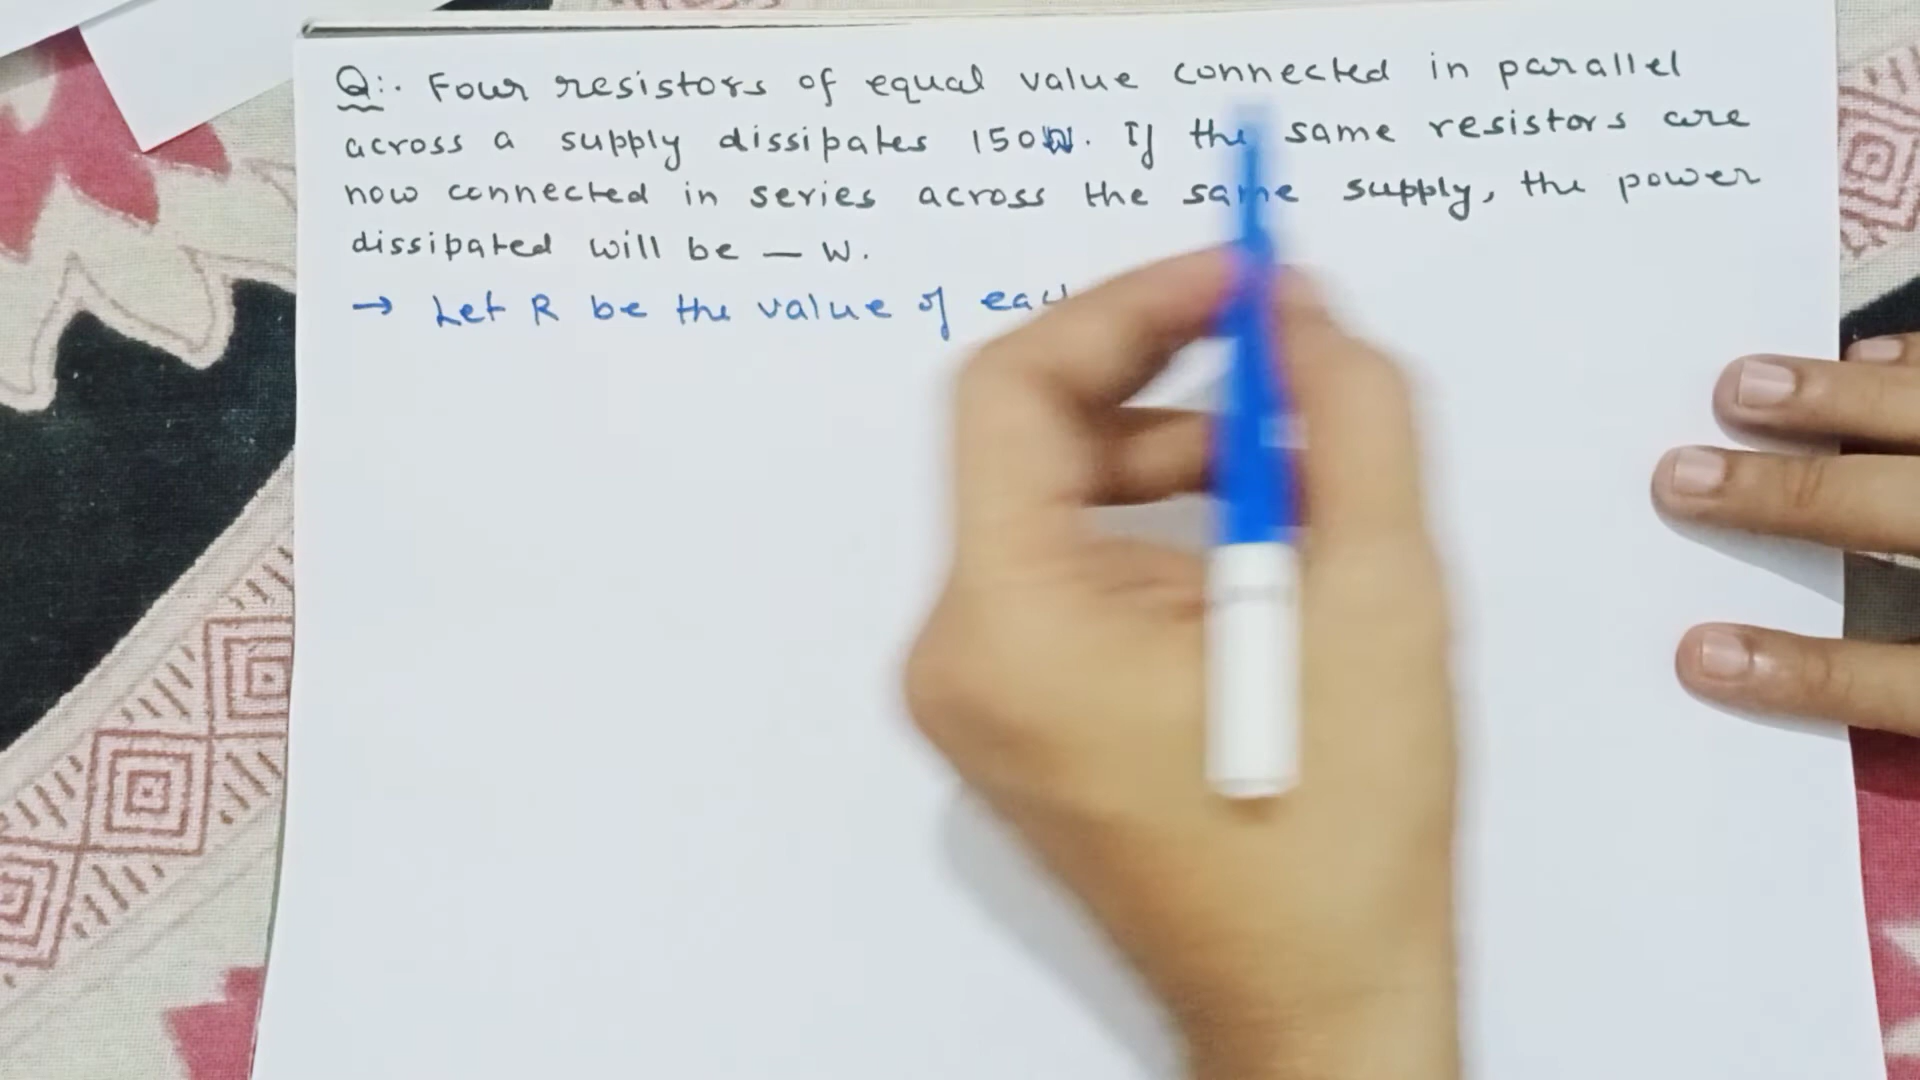 Q:. Four resistors of equal value connected in parallel
across a supply dissipates 150W. If the same resistors are
now connected in series across the same supply, the power
dissipated will be — W.
→ Let R be the value of each